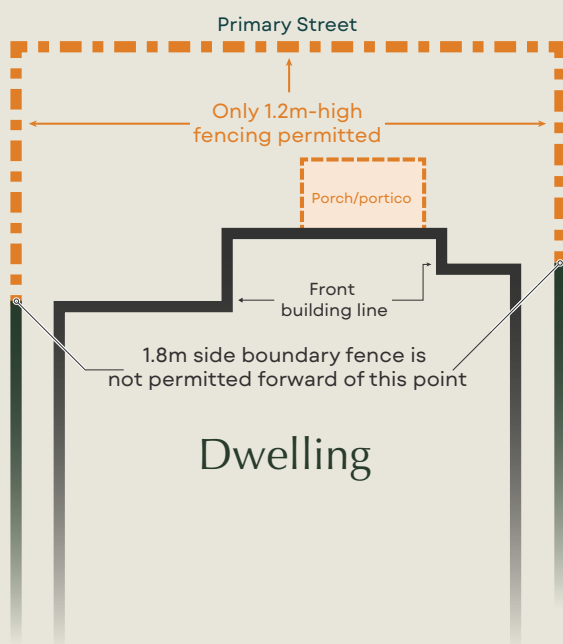 Primary Street
Only 1.2m-high
fencing permitted
Porch/portico
Front
building line
1.8m side boundary fence is
not permitted forward of this point
Dwelling